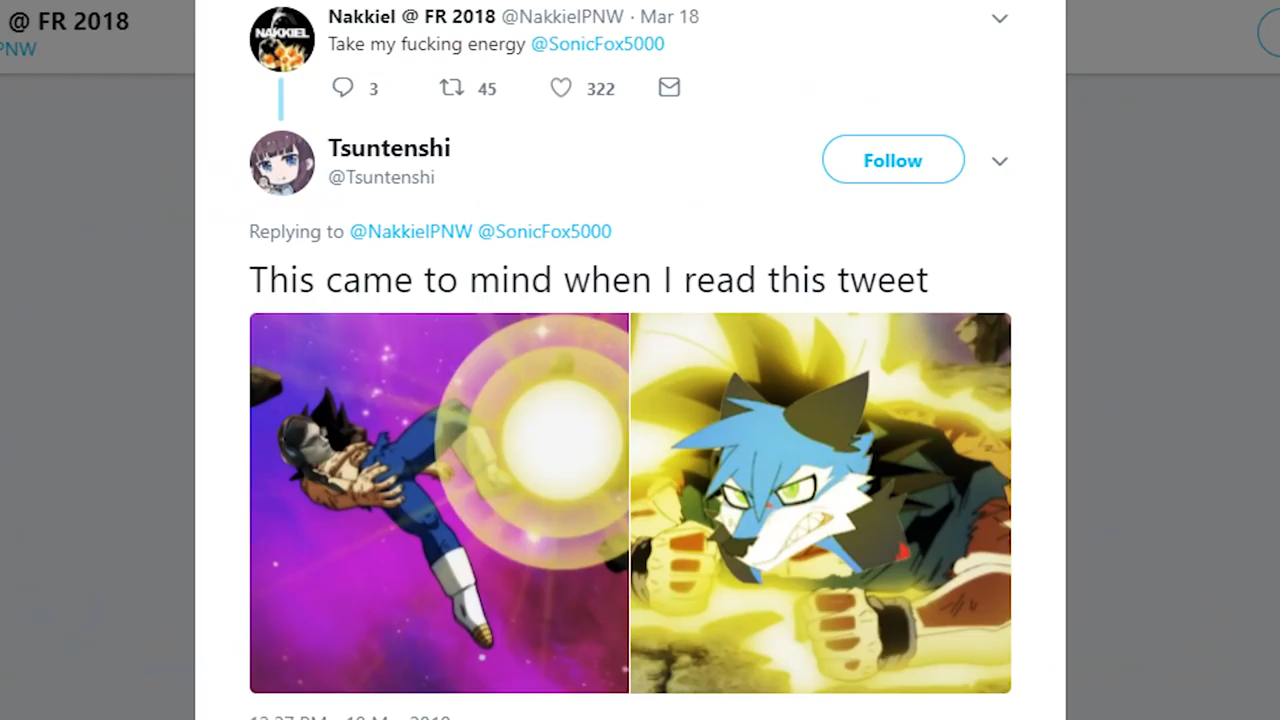 @ FR 2018
PNW
NAKKIEL
Nakkiel @ FR 2018 @NakkielPNW · Mar 18
Take my fucking energy @SonicFox5000
3 45 322
Tsuntenshi
@Tsuntenshi
Follow
Replying to @NakkielPNW @SonicFox5000
This came to mind when I read this tweet